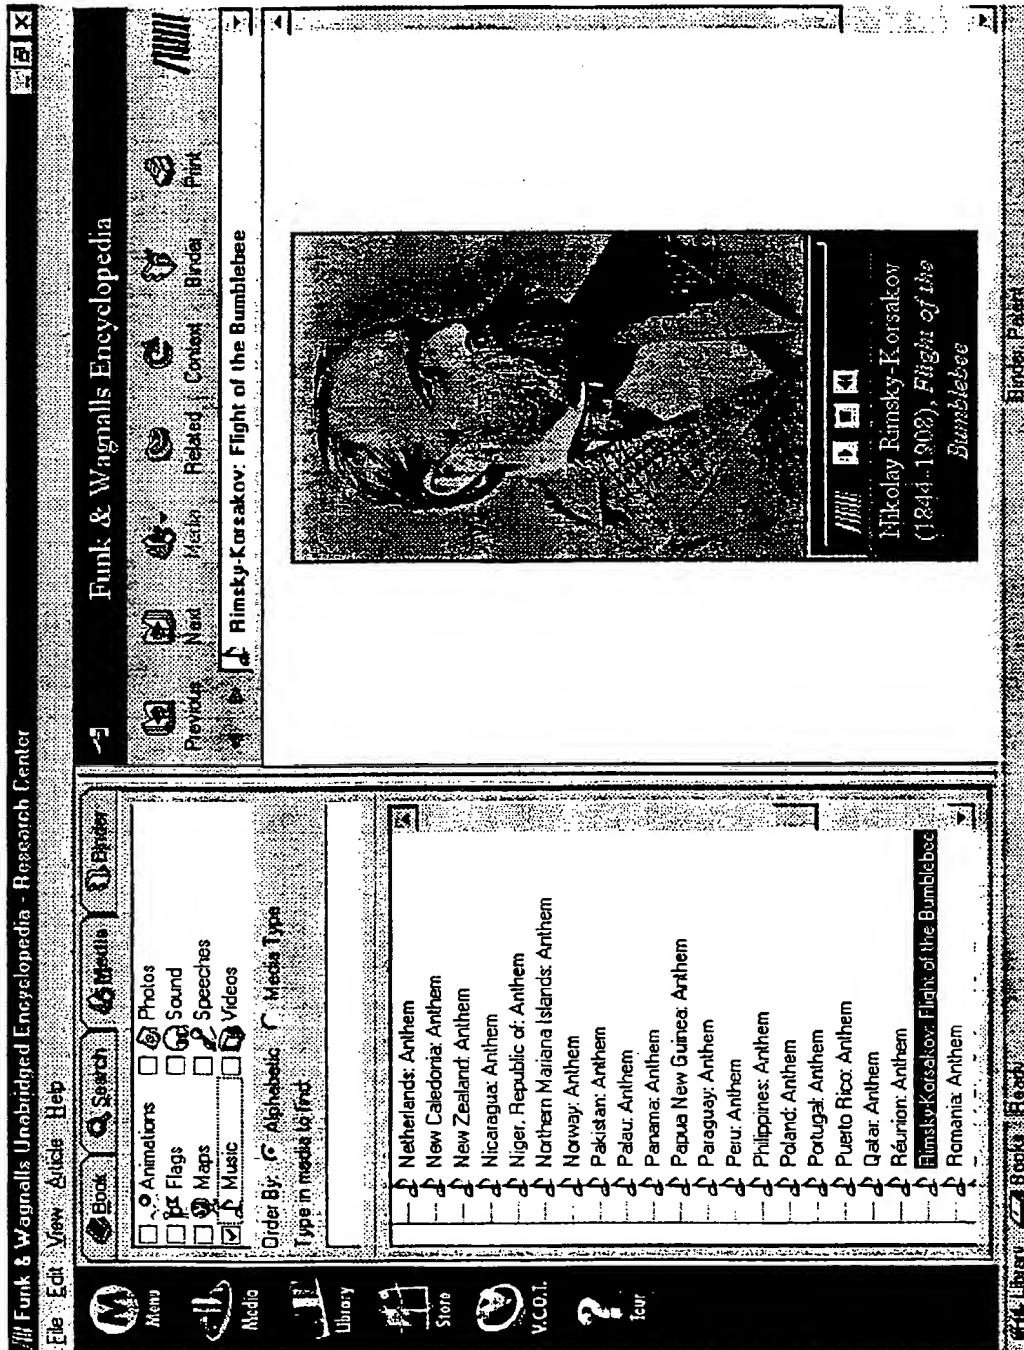 Funk & Wagnalls Unabridged Encyclopedia - Research Center
File Edit View Article Help
Menu
Media
Library
Store
V.C.O.T.
Tour
Book
Search
Media
Binder
Animations
Photos
Flags
Sound
Maps
Speeches
Music
Videos
Order By: Alphabetic Media Type
Type in media to find:
Netherlands: Anthem
New Caledonia: Anthem
New Zealand: Anthem
Nicaragua: Anthem
Niger, Republic of: Anthem
Northern Mariana Islands: Anthem
Norway: Anthem
Pakistan: Anthem
Palau: Anthem
Panama: Anthem
Papua New Guinea: Anthem
Paraguay: Anthem
Peru: Anthem
Philippines: Anthem
Poland: Anthem
Portugal: Anthem
Puerto Rico: Anthem
Qatar: Anthem
Réunion: Anthem
Rimsky-Korsakov: Flight of the Bumblebee
Romania: Anthem
Funk & Wagnalls Encyclopedia
Previous Next Media Related Context Binder Print
Rimsky-Korsakov: Flight of the Bumblebee
Nikolay Rimsky-Korsakov
(1844-1908), Flight of the
Bumblebee
Library Books Ready